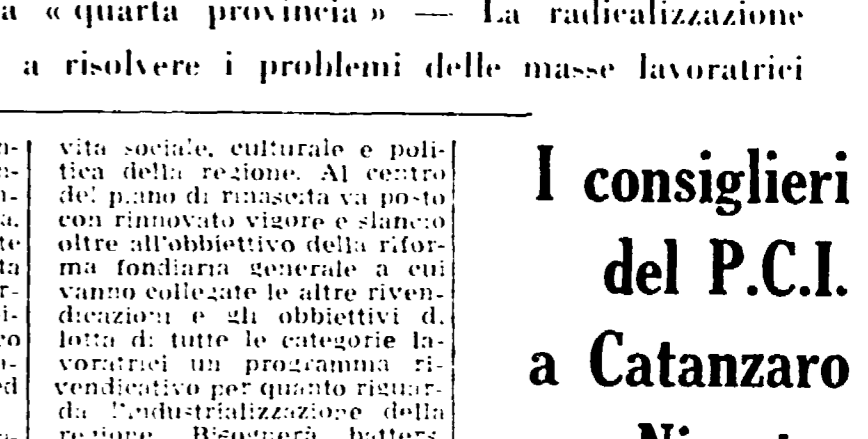 a « quarta provincia » — La radicalizzazione
a risolvere i problemi delle masse lavoratrici
vita sociale, culturale e poli-
tica della regione. Al centro
del piano di rinascita va posto
con rinnovato vigore e slancio
oltre all'obbiettivo della rifor-
ma fondiaria generale a cui
vanno collegate le altre riven-
dicazioni e gli obbiettivi di
lotta di tutte le categorie la-
voratrici un programma ri-
vendicativo per quanto riguar-
da l'industrializzazione della
regione. Bisognerà batters
I consiglieri
del P.C.I.
a Catanzaro